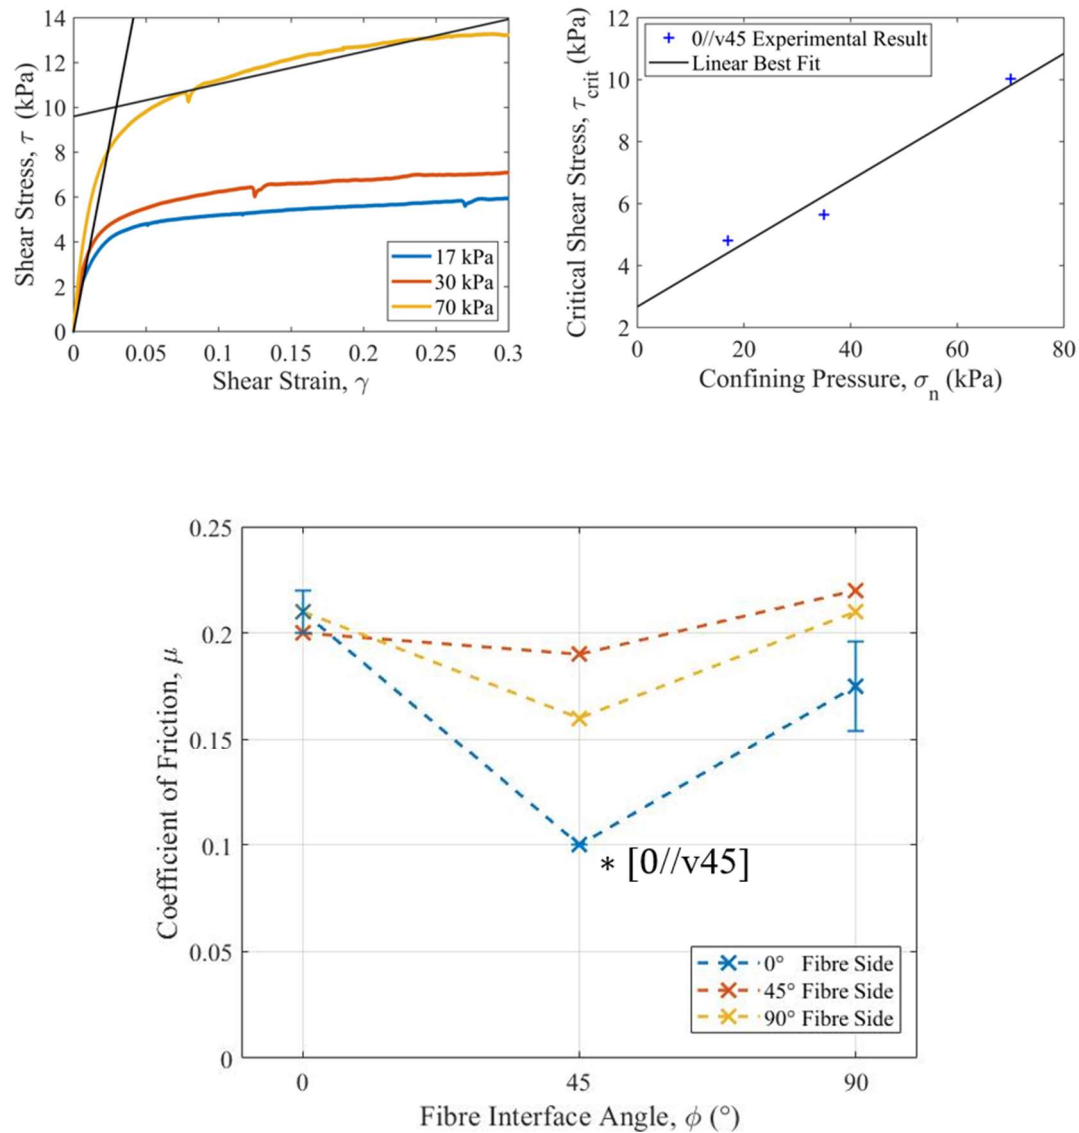 14
12
10
8
6
4
2
0
0
0.05
0.1
0.15
0.2
0.25
0.3
Shear Stress, τ (kPa)
Shear Strain, γ
17 kPa
30 kPa
70 kPa
12
10
8
6
4
2
0
20
40
60
80
Critical Shear Stress, τcrit (kPa)
Confining Pressure, σn (kPa)
0//v45 Experimental Result
Linear Best Fit
0.25
0.2
0.15
0.1
0.05
0
0
45
90
Coefficient of Friction, μ
Fibre Interface Angle, ϕ (°)
* [0//v45]
0° Fibre Side
45° Fibre Side
90° Fibre Side